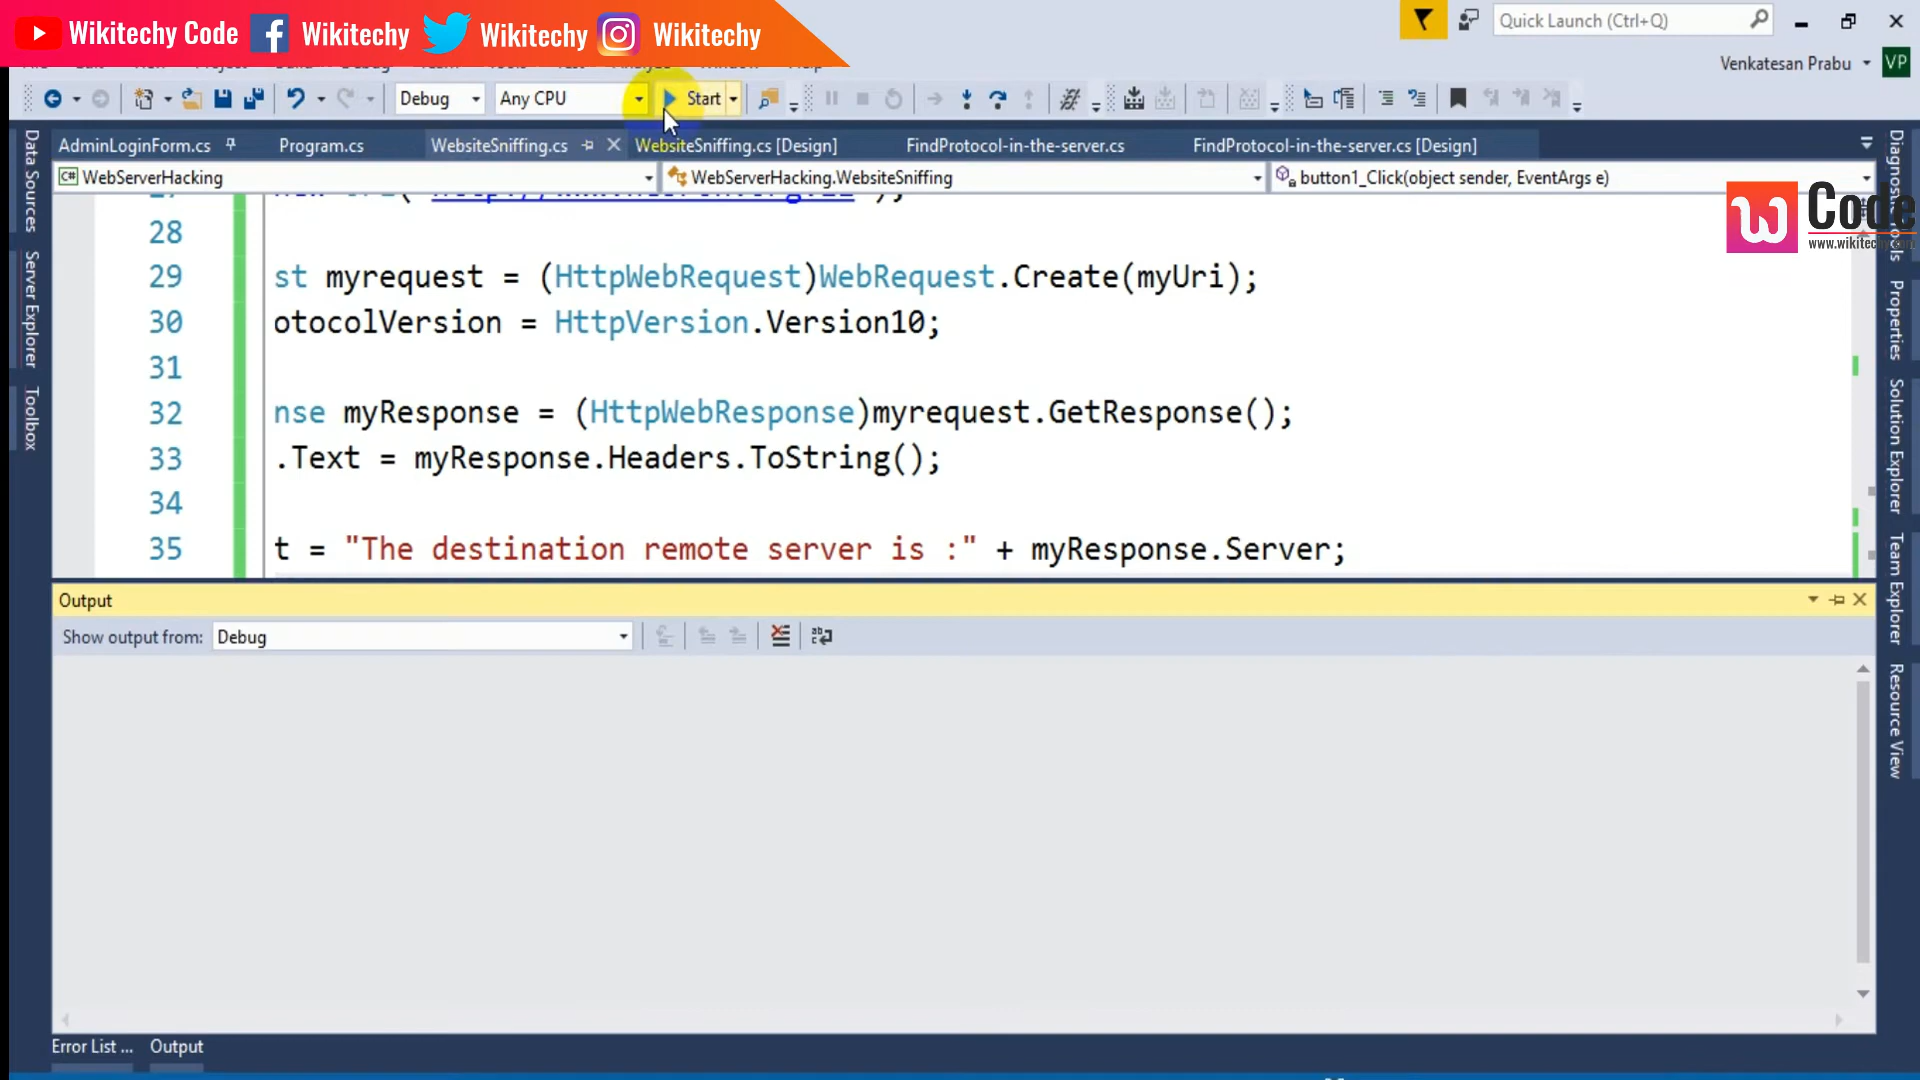 Wikitechy Code Wikitechy Wikitechy Wikitechy
Quick Launch (Ctrl+Q)
Venkatesan Prabu VP
Debug Any CPU Start
AdminLoginForm.cs Program.cs WebsiteSniffing.cs WebsiteSniffing.cs [Design] FindProtocol-in-the-server.cs FindProtocol-in-the-server.cs [Design]
C# WebServerHacking WebServerHacking.WebsiteSniffing button1_Click(object sender, EventArgs e)
Code
28
29 st myrequest = (HttpWebRequest)WebRequest.Create(myUri);
30 otocolVersion = HttpVersion.Version10;
31
32 nse myResponse = (HttpWebResponse)myrequest.GetResponse();
33 .Text = myResponse.Headers.ToString();
34
35 t = "The destination remote server is :" + myResponse.Server;
Output
Show output from: Debug
Error List ... Output
Data Sources
Server Explorer
Toolbox
Properties
Solution Explorer
Team Explorer
Resource View